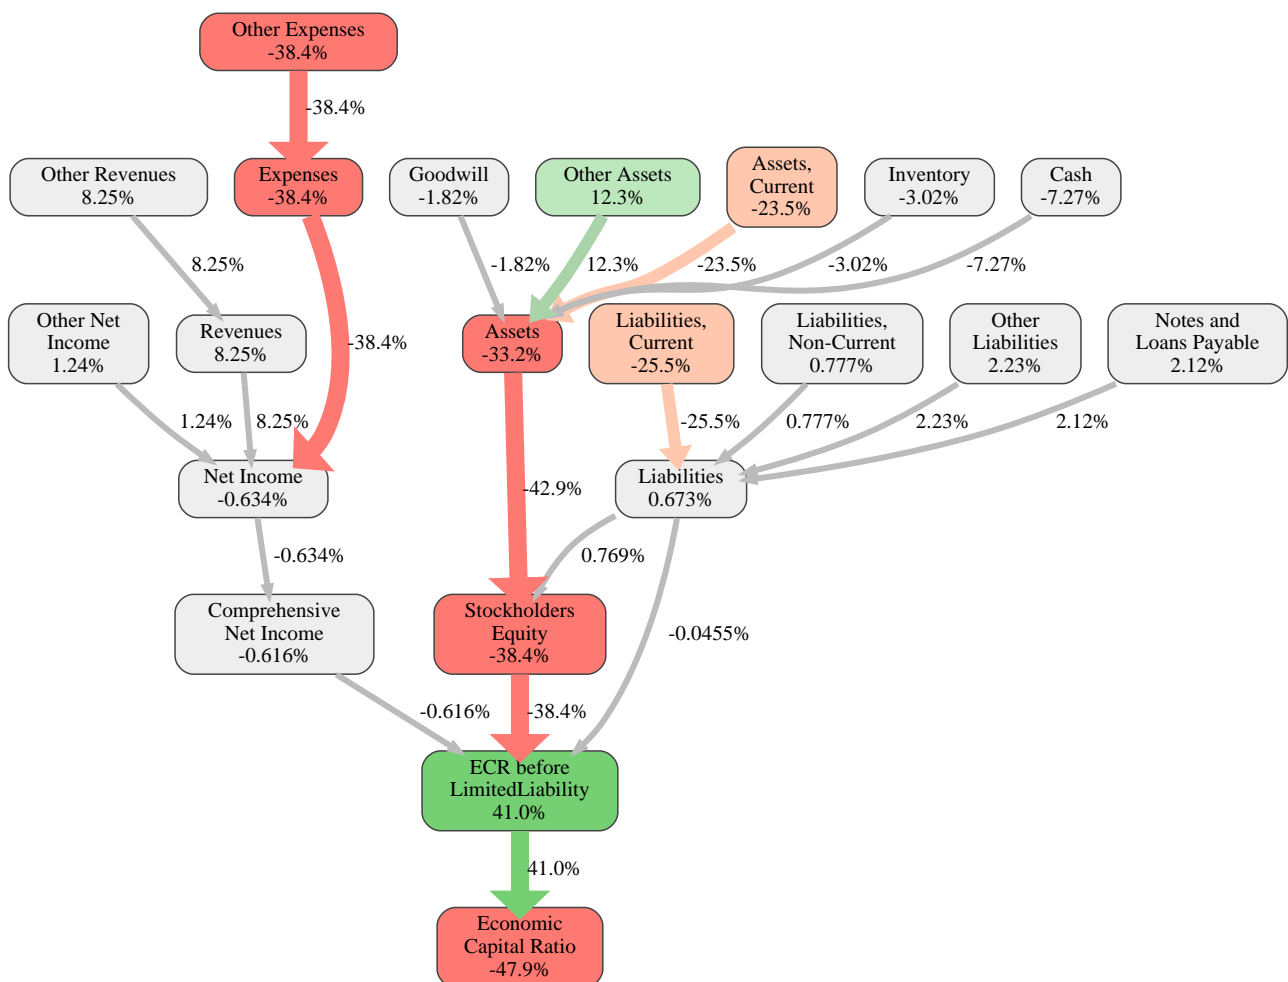 Other Expenses
-38.4%
-38.4%
Other Revenues
8.25%
Expenses
-38.4%
Goodwill
-1.82%
Other Assets
12.3%
Assets,
Current
-23.5%
Inventory
-3.02%
Cash
-7.27%
8.25%
-1.82%
12.3%
-23.5%
-3.02%
-7.27%
Other Net
Income
1.24%
Revenues
8.25%
-38.4%
Assets
-33.2%
Liabilities,
Current
-25.5%
Liabilities,
Non-Current
0.777%
Other
Liabilities
2.23%
Notes and
Loans Payable
2.12%
1.24%
8.25%
-25.5%
0.777%
2.23%
2.12%
Net Income
-0.634%
-42.9%
Liabilities
0.673%
-0.634%
0.769%
Comprehensive
Net Income
-0.616%
Stockholders
Equity
-38.4%
-0.0455%
-0.616%
-38.4%
ECR before
LimitedLiability
41.0%
41.0%
Economic
Capital Ratio
-47.9%